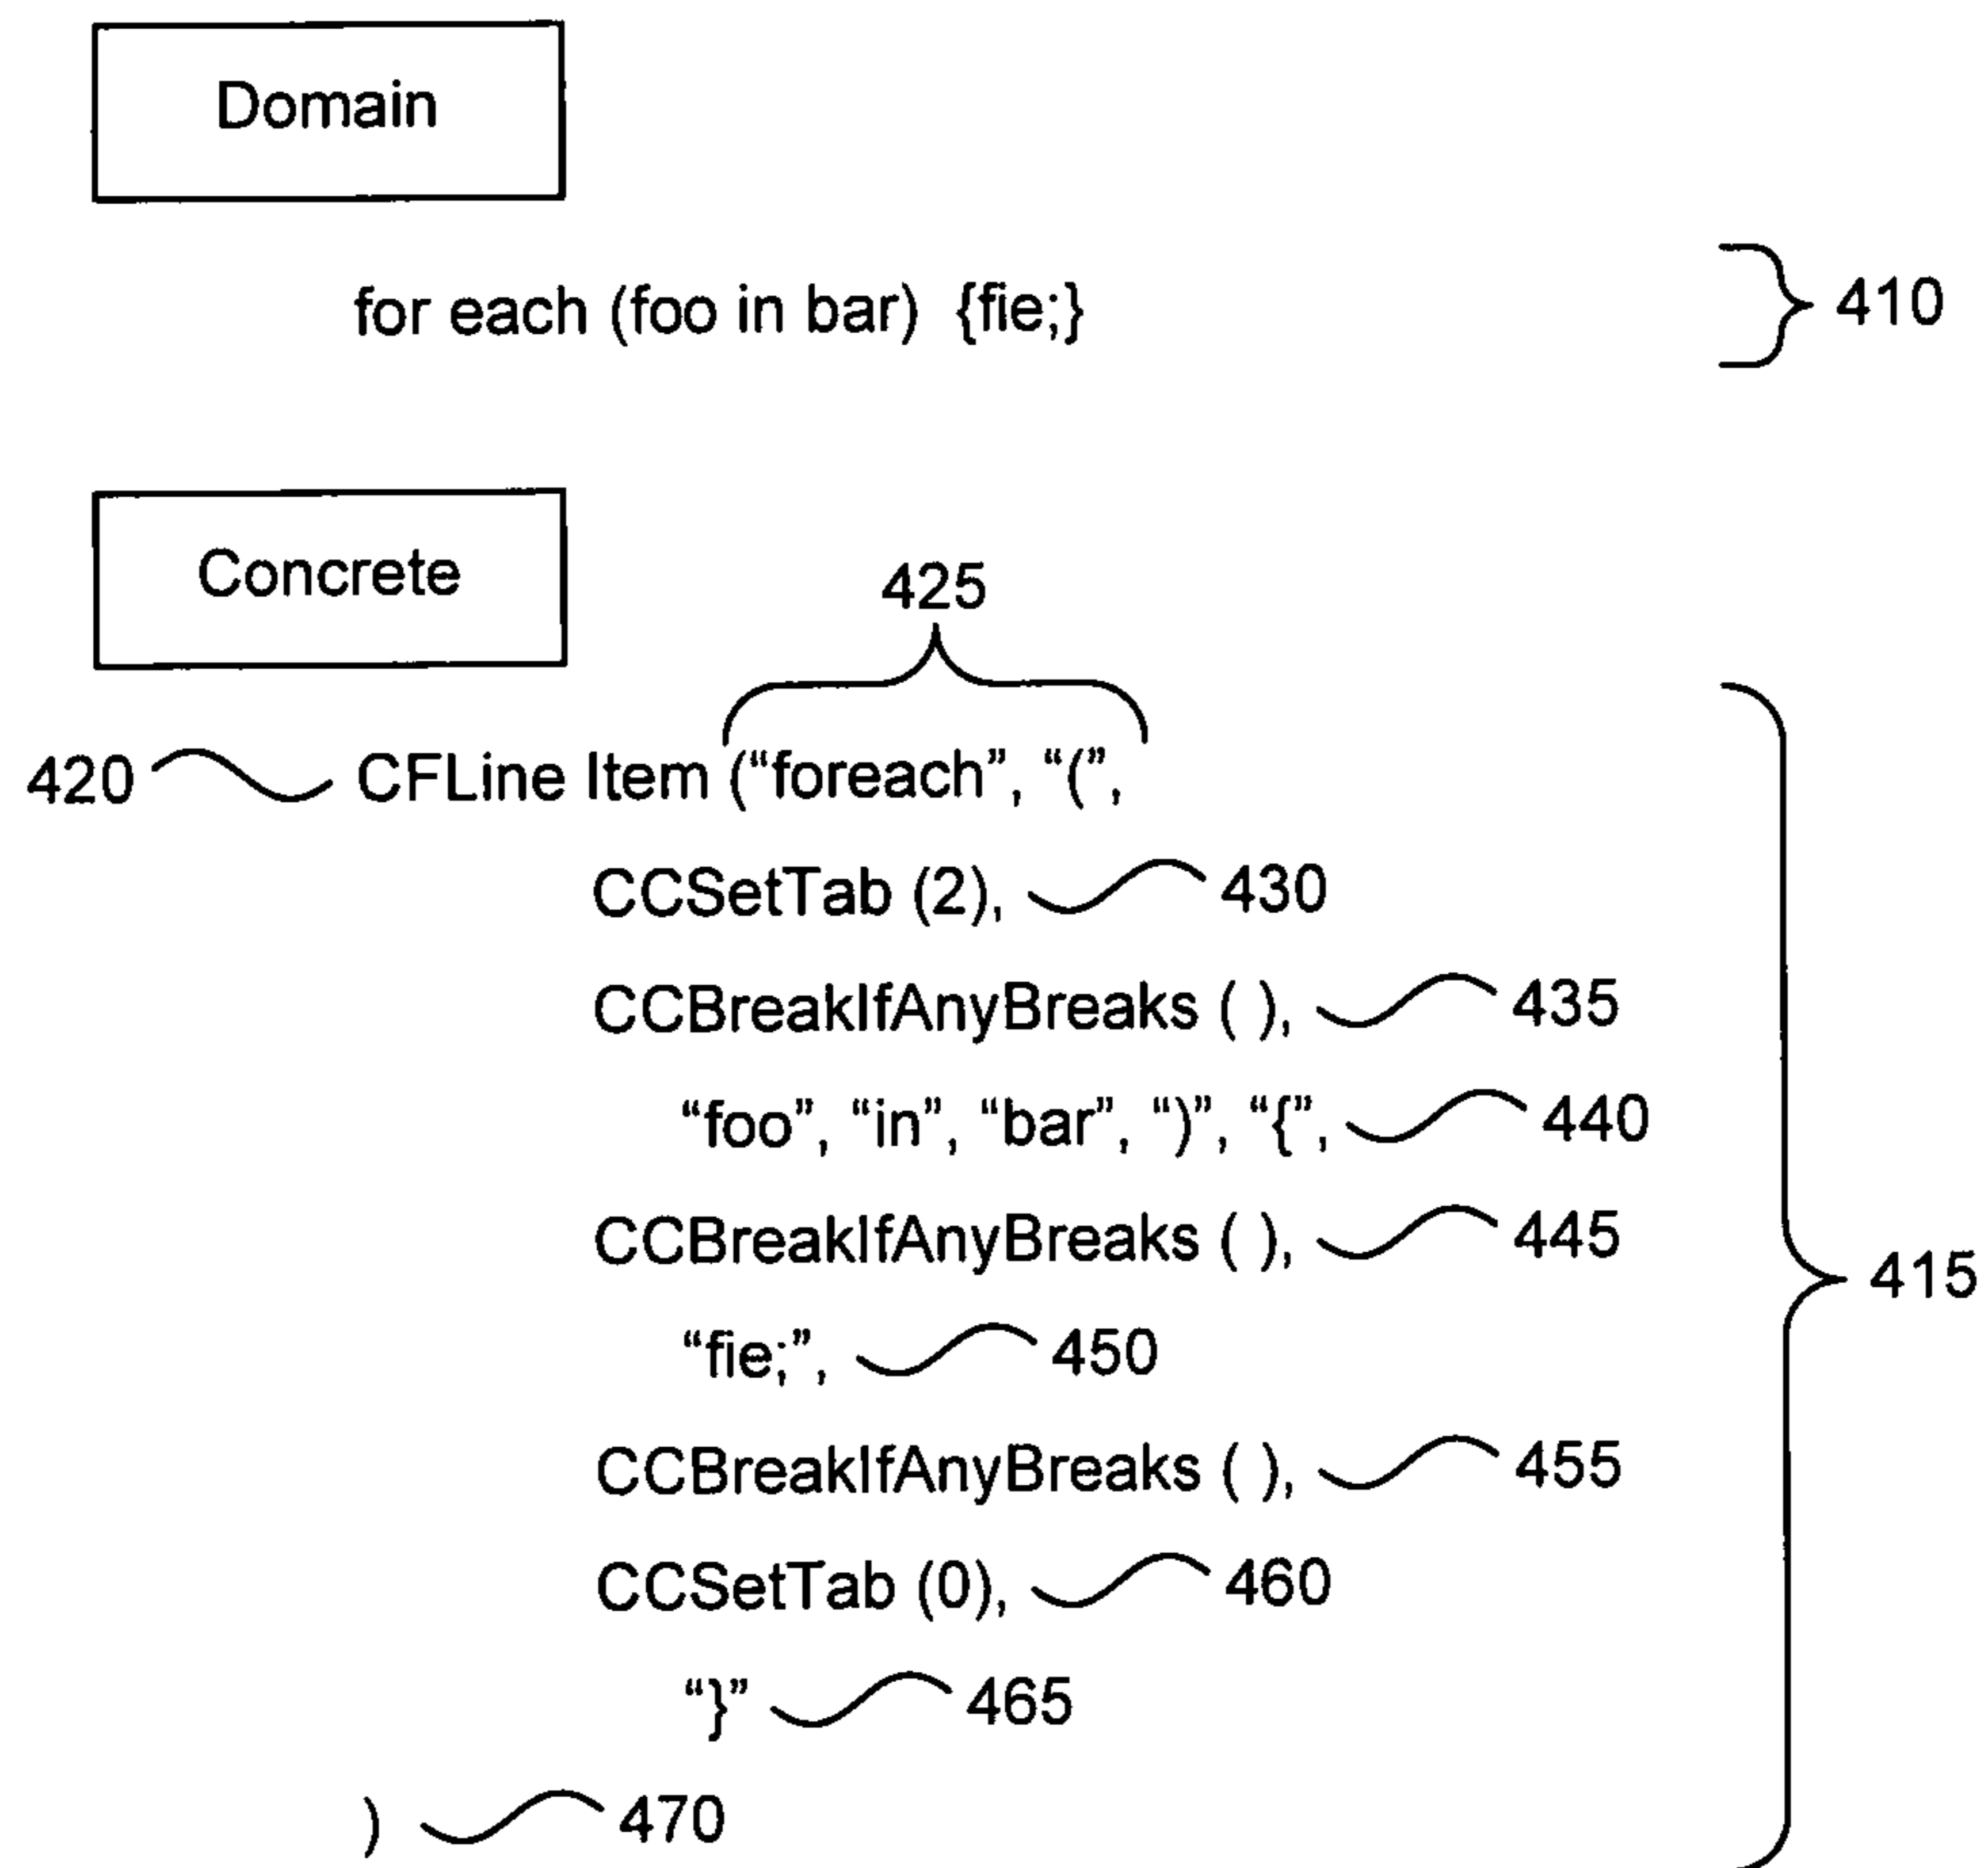 Domain
for each (foo in bar) {fie;} 410
Concrete
425
420 CFLine Item (“foreach”, “(”,
CCSetTab (2), 430
CCBreakIfAnyBreaks ( ), 435
“foo”, “in”, “bar”, “)”, “{”, 440
CCBreakIfAnyBreaks ( ), 445
415
“fie;”, 450
CCBreakIfAnyBreaks ( ), 455
CCSetTab (0), 460
“}” 465
) 470